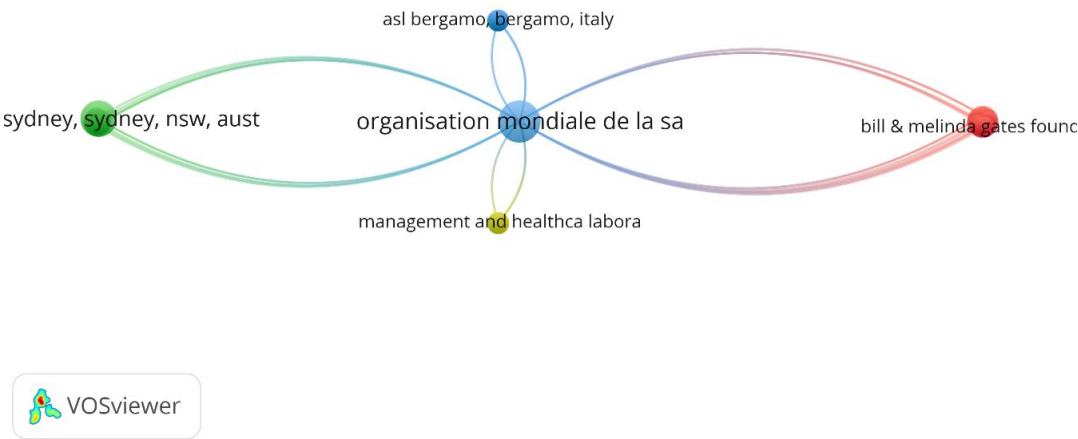 asl bergamo, bergamo, italy
sydney, sydney, nsw, aust
organisation mondiale de la sa
bill & melinda gates found
management and healthca labora
VOSviewer